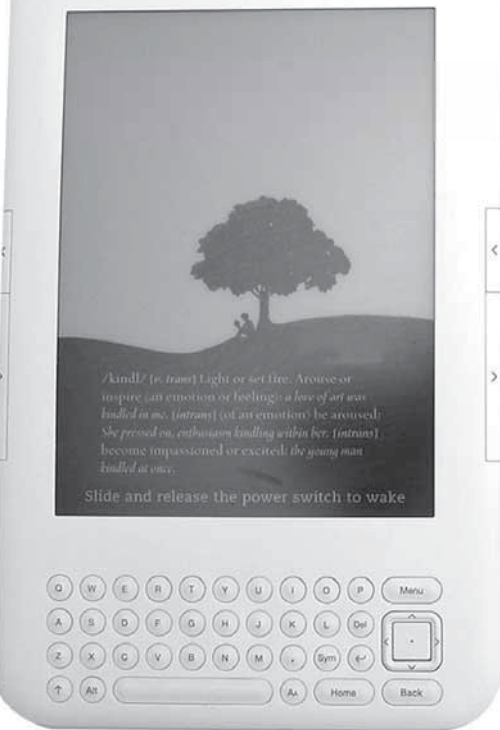 /kindl/ [v. trans] Light or set fire. Arouse or
inspire (an emotion or feeling): a love of art was
kindled in me. [intrans] (of an emotion) be aroused:
She pressed on, enthusiasm kindling within her. [intrans]
become impassioned or excited: the young man
kindled at once.
Slide and release the power switch to wake
Q W E R T Y U I O P Menu
A S D F G H J K L Del
Z X C V B N M . Sym
Alt Aa Home Back